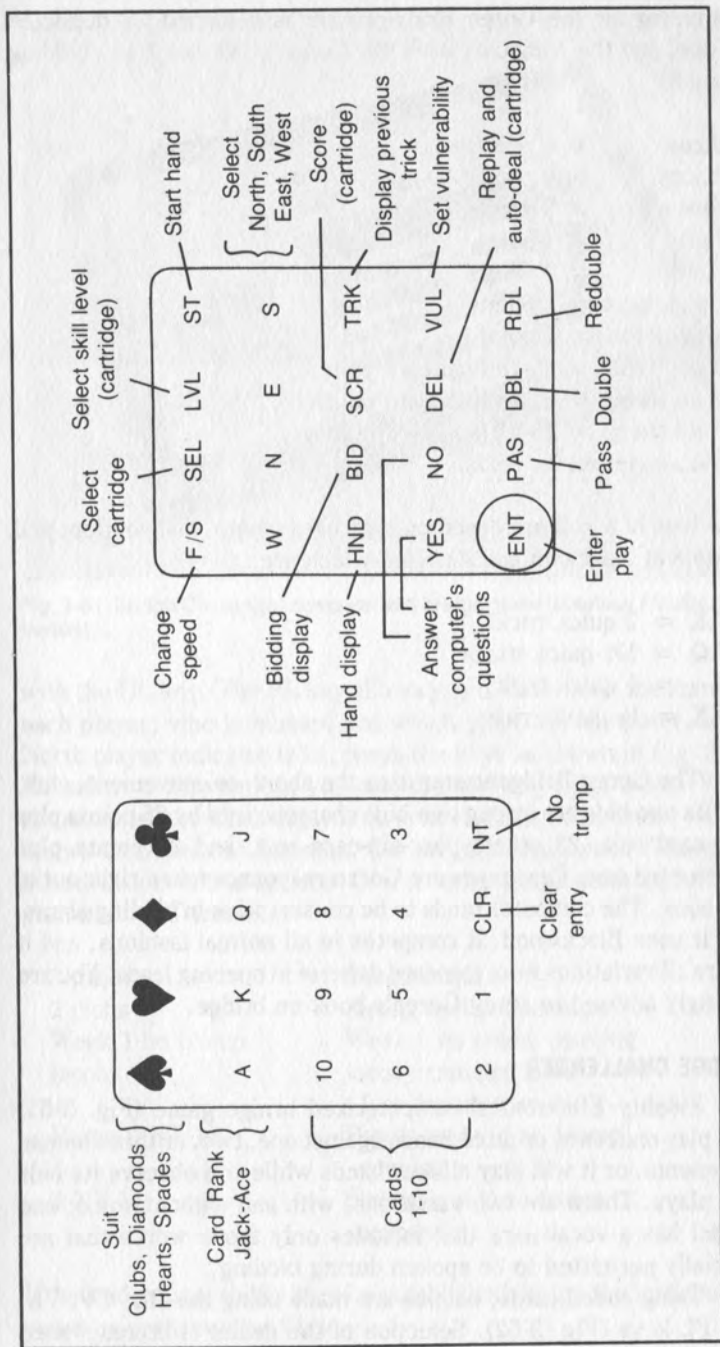 Suit
Clubs, Diamonds
Hearts, Spades
Card Rank
Jack-Ace
Cards
1-10
♠ ♥ ♦ ♣
A K Q J
10 9 8 7
6 5 4 3
2 1 CLR NT
Clear
entry
No
trump
Change
speed
Select
cartridge
Select skill level
(cartridge)
Start hand
Bidding
display
Hand display
Answer
computer's
questions
F/S SEL LVL ST
W N E S
HND BID SCR TRK
YES NO DEL VUL
ENT PAS DBL RDL
Select
North, South
East, West
Score
(cartridge)
Display previous
trick
Set vulnerability
Replay and
auto-deal (cartridge)
Enter
play
Pass
Double
Redouble